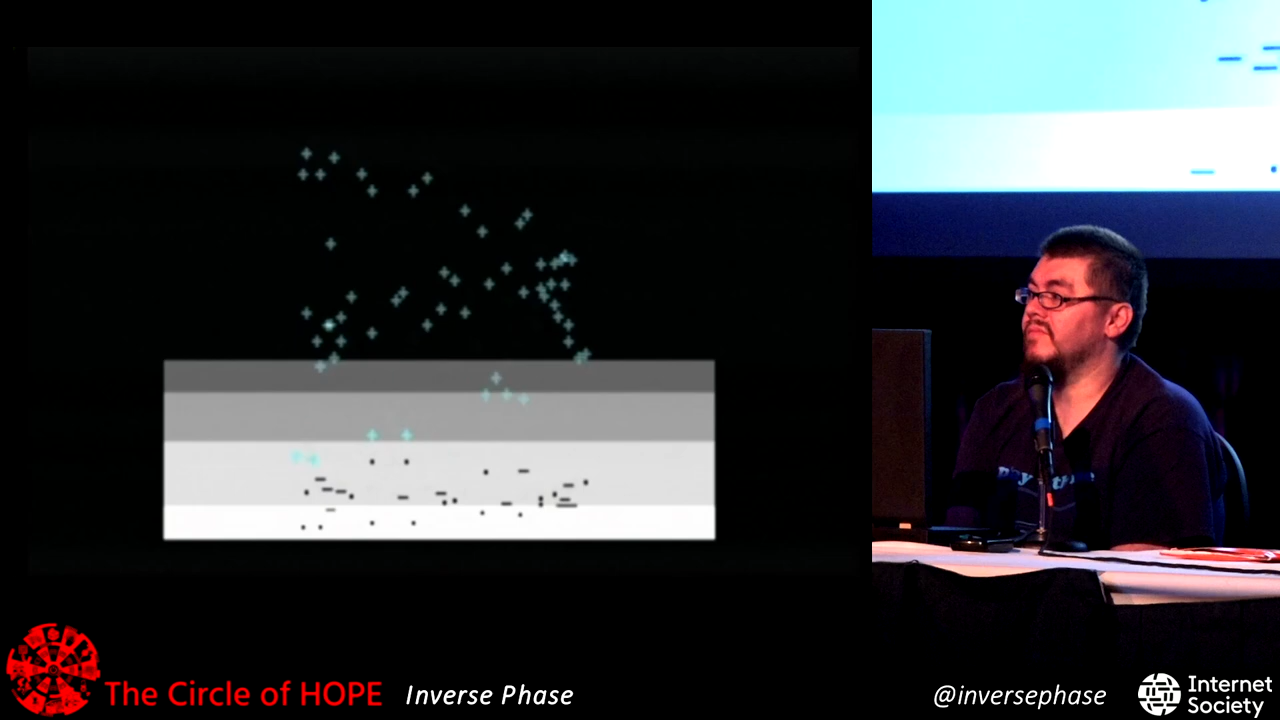 The Circle of HOPE
Inverse Phase
@inversephase
Internet
Society